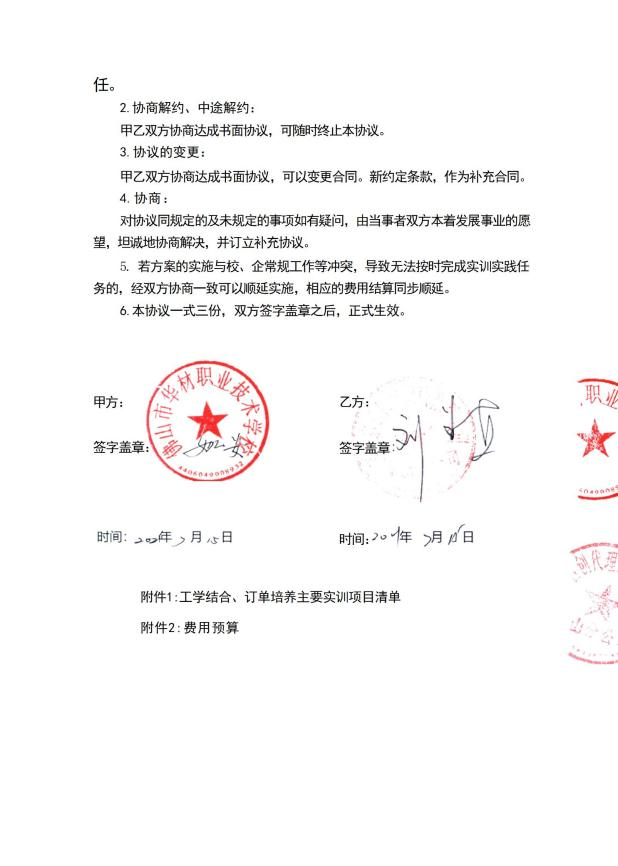 任。
2.协商解约、中途解约：
甲乙双方协商达成书面协议，可随时终止本协议。
3.协议的变更：
甲乙双方协商达成书面协议，可以变更合同。新约定条款，作为补充合同。
4.协商：
对协议同规定的及未规定的事项如有疑问，由当事者双方本着发展事业的愿
望，坦诚地协商解决，并订立补充协议。
5. 若方案的实施与校、企常规工作等冲突，导致无法按时完成实训实践任
务的，经双方协商一致可以顺延实施，相应的费用结算同步顺延。
6.本协议一式三份，双方签字盖章之后，正式生效。
甲方：
乙方：
佛山市华材职业技术学校
4406049008932
职业
签字盖章：
签字盖章：
刘
时间： 年 月15日
时间： 年 月 日
创代理
附件1:工学结合、订单培养主要实训项目清单
附件2:费用预算